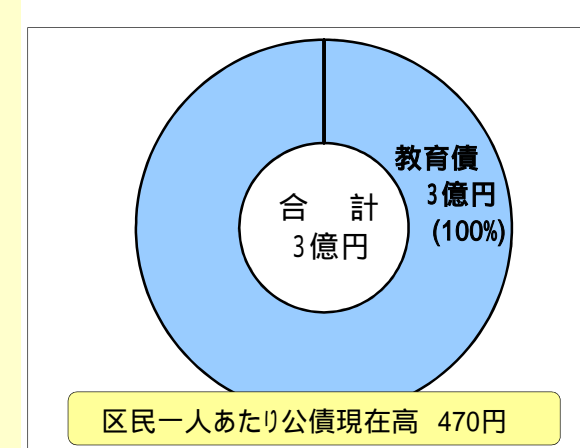 教育債
3億円
(100%)
合　計
3億円
区民一人あたり公債現在高 470円